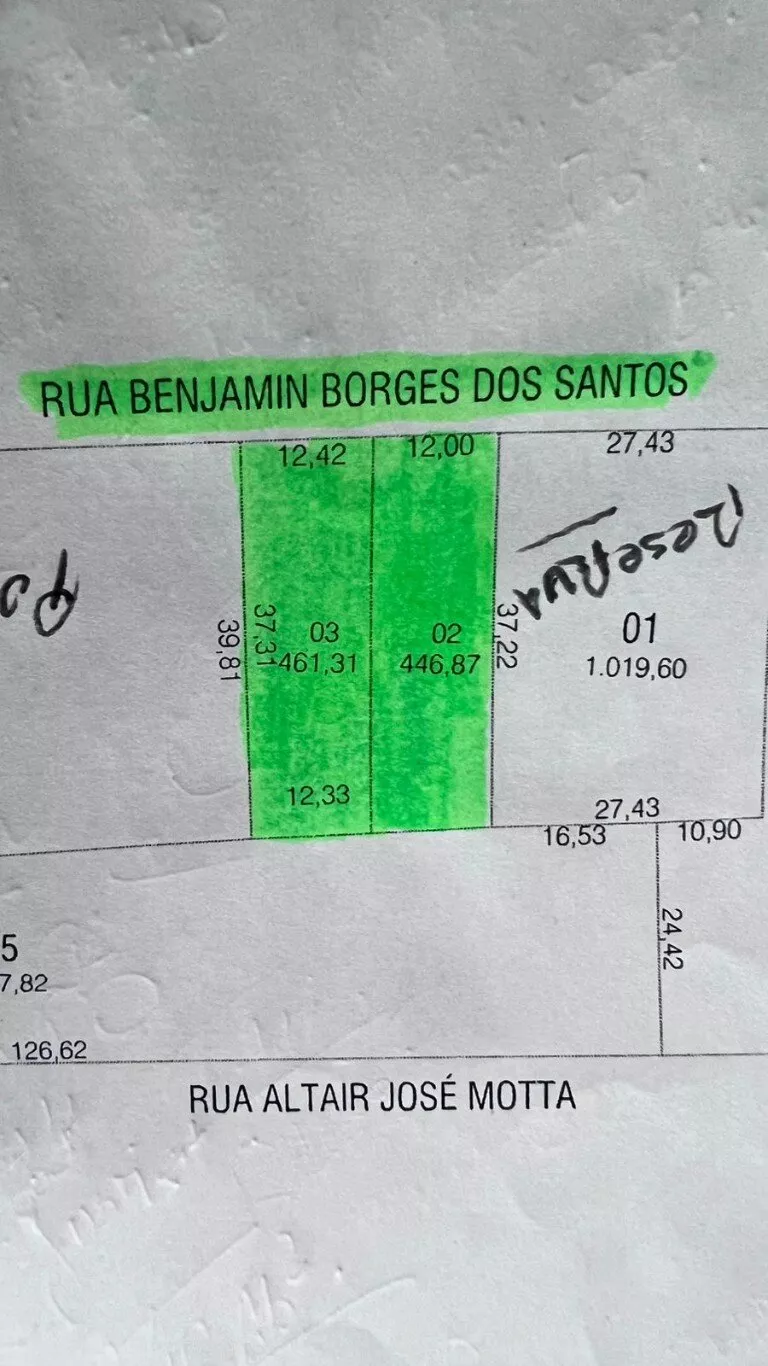 RUA BENJAMIN BORGES DOS SANTOS
12,42 12,00 27,43
Reserva
39,81 37,31 03 02 37,22 01
461,31 446,87 1.019,60
12,33 27,43
16,53 10,90
24,42
5
7,82
126,62
RUA ALTAIR JOSÉ MOTTA